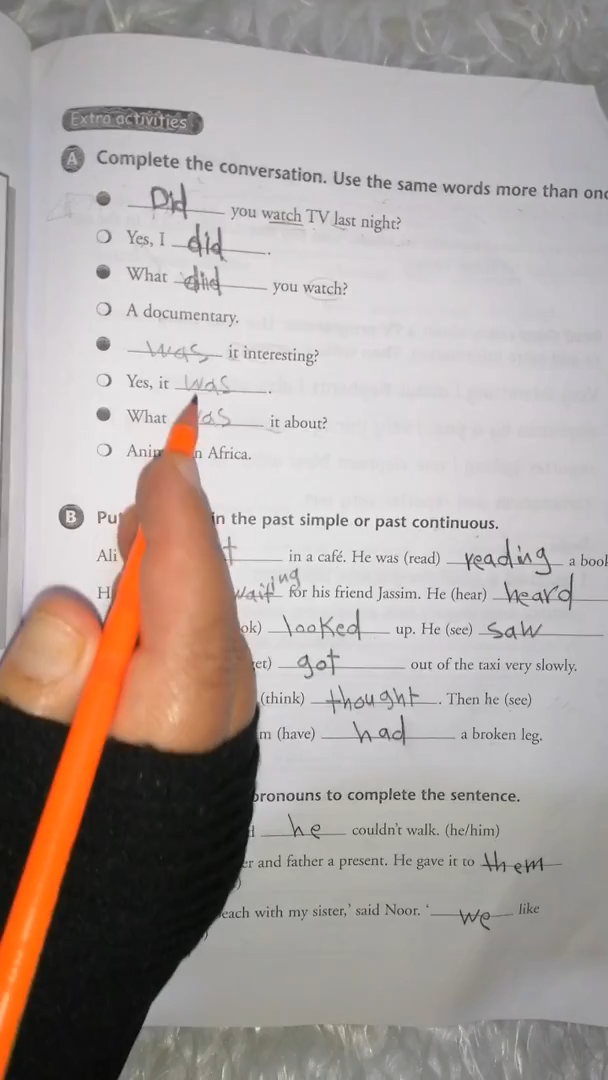 Extra activities
A Complete the conversation. Use the same words more than
Did you watch TV last night?
Yes, I did.
What did you watch?
A documentary.
was it interesting?
Yes, it was.
What was it about?
in Africa.
B in the past simple or past continuous.
Ali in a café. He was (read) reading a book
waiting for his friend Jassim. He (hear) heard
looked up. He (see) saw
got out of the taxi very slowly.
(think) thought. Then he (see)
(have) had a broken leg.
pronouns to complete the sentence.
he couldn't walk. (he/him)
and father a present. He gave it to them
with my sister,' said Noor. 'we like